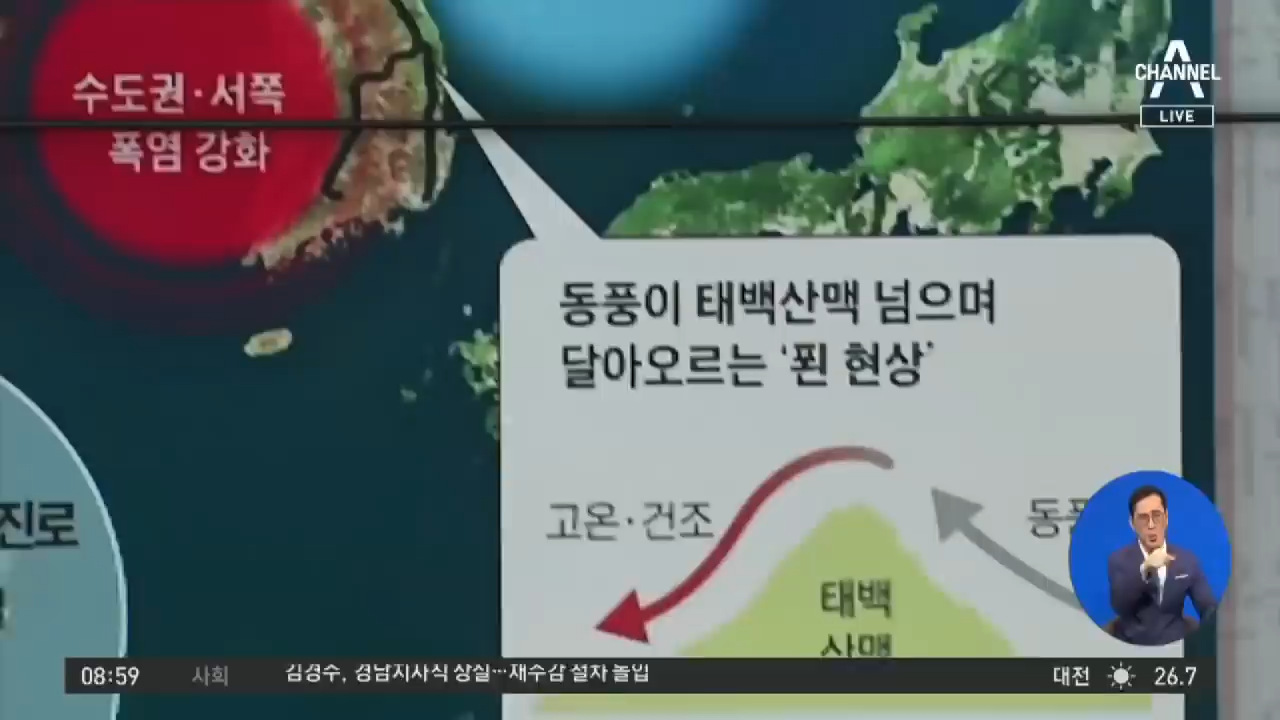 수도권·서쪽
폭염 강화
CHANNEL
LIVE
동풍이 태백산맥 넘으며
달아오르는 ‘푄 현상’
고온·건조
진로
태백
산맥
08:59 사회 김경수, 경남지사직 상실…재수감 절차 돌입 대전 26.7